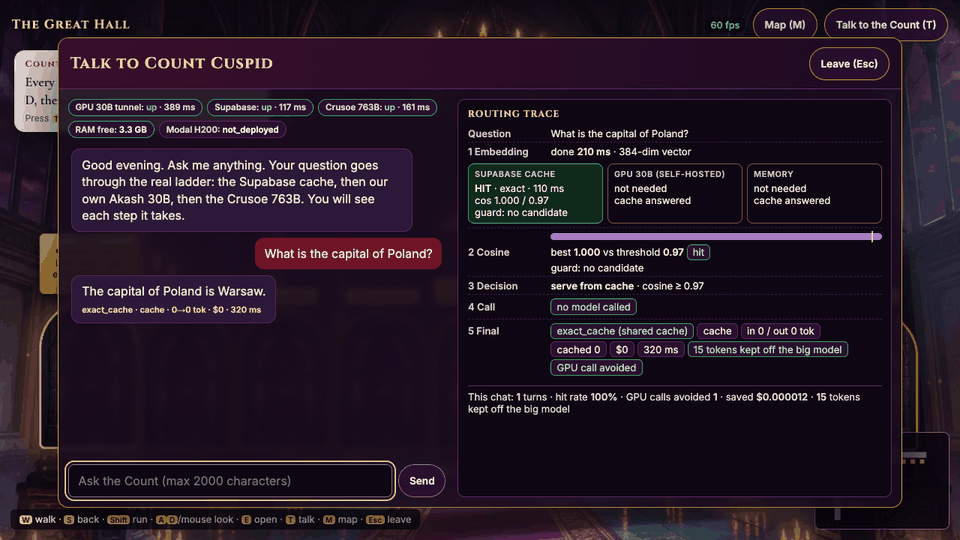 THE GREAT HALL
60 fps
Map (M)
Talk to the Count (T)
COUNT
Every
D, the
Press T
TALK TO COUNT CUSPID
Leave (Esc)
GPU 30B tunnel: up · 389 ms
Supabase: up · 117 ms
Crusoe 763B: up · 161 ms
RAM free: 3.3 GB
Modal H200: not_deployed
Good evening. Ask me anything. Your question goes
through the real ladder: the Supabase cache, then our
own Akash 30B, then the Crusoe 763B. You will see
each step it takes.
What is the capital of Poland?
The capital of Poland is Warsaw.
exact_cache · cache · 0→0 tok · $0 · 320 ms
Ask the Count (max 2000 characters)
Send
ROUTING TRACE
Question What is the capital of Poland?
1 Embedding done 210 ms · 384-dim vector
SUPABASE CACHE
HIT · exact · 110 ms
cos 1.000 / 0.97
guard: no candidate
GPU 30B (SELF-HOSTED)
not needed
cache answered
MEMORY
not needed
cache answered
2 Cosine best 1.000 vs threshold 0.97 hit
guard: no candidate
3 Decision serve from cache · cosine ≥ 0.97
4 Call no model called
5 Final exact_cache (shared cache) cache in 0 / out 0 tok
cached 0 $0 320 ms 15 tokens kept off the big model
GPU call avoided
This chat: 1 turns · hit rate 100% · GPU calls avoided 1 · saved $0.000012 · 15 tokens
kept off the big model
W walk · S back · Shift run · A D/mouse look · E open · T talk · M map · Esc leave